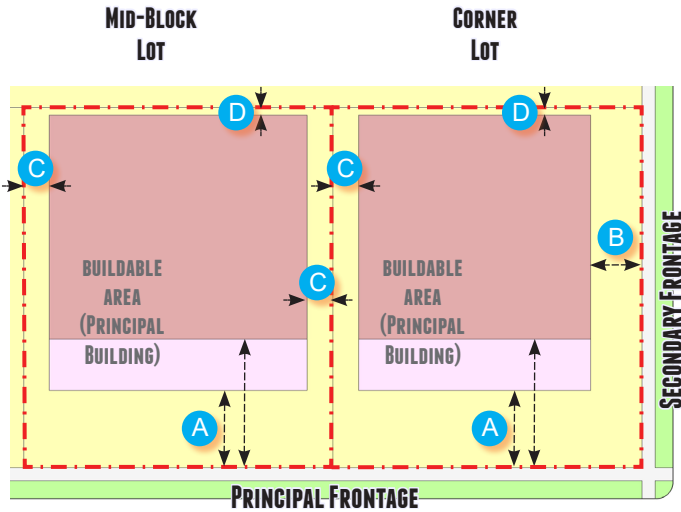 Mid-Block
Lot
Corner
Lot
D
D
C
C
B
C
BUILDABLE
AREA
(Principal
Building)
BUILDABLE
AREA
(Principal
Building)
A
A
Secondary Frontage
Principal Frontage